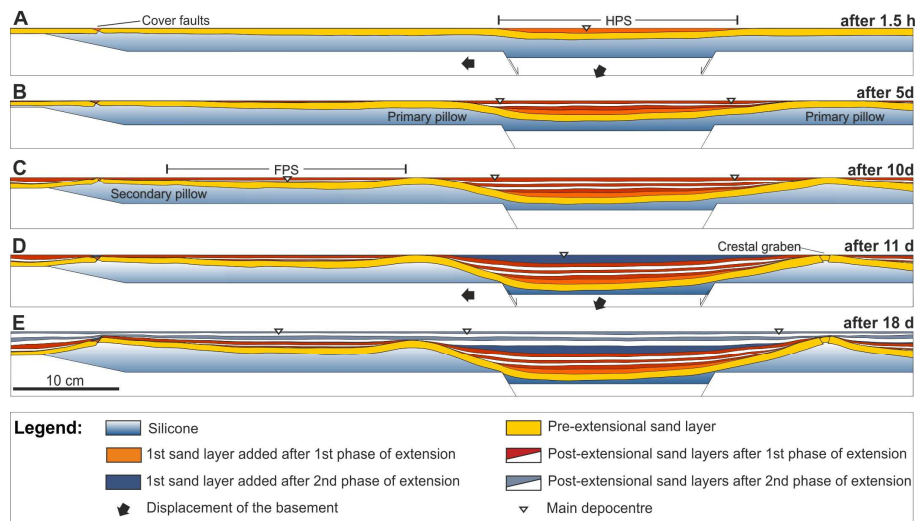 A
Cover faults
HPS
after 1.5 h
B
after 5d
Primary pillow
Primary pillow
C
FPS
after 10d
Secondary pillow
D
Crestal graben
after 11 d
E
after 18 d
10 cm
Legend:
Silicone
Pre-extensional sand layer
1st sand layer added after 1st phase of extension
Post-extensional sand layers after 1st phase of extension
1st sand layer added after 2nd phase of extension
Post-extensional sand layers after 2nd phase of extension
Displacement of the basement
Main depocentre